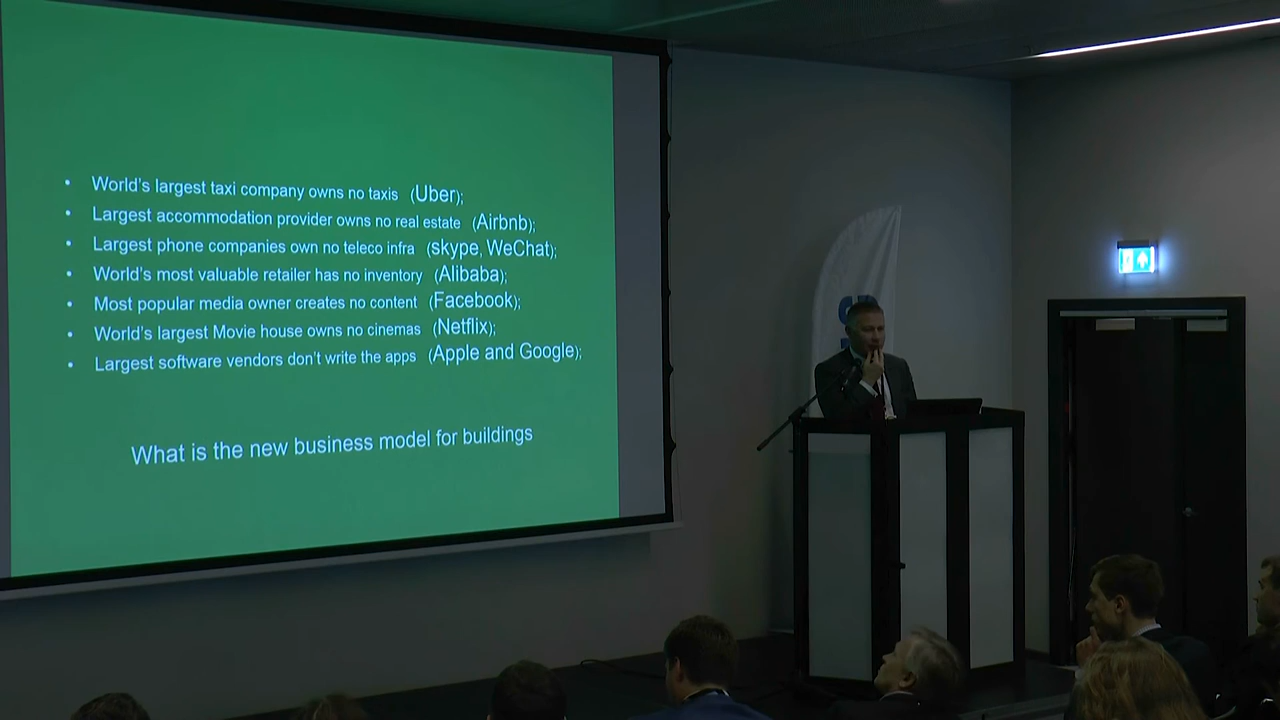 • World's largest taxi company owns no taxis (Uber);
• Largest accommodation provider owns no real estate (Airbnb);
• Largest phone companies own no teleco infra (skype, WeChat);
• World's most valuable retailer has no inventory (Alibaba);
• Most popular media owner creates no content (Facebook);
• World's largest Movie house owns no cinemas (Netflix);
• Largest software vendors don't write the apps (Apple and Google);
What is the new business model for buildings